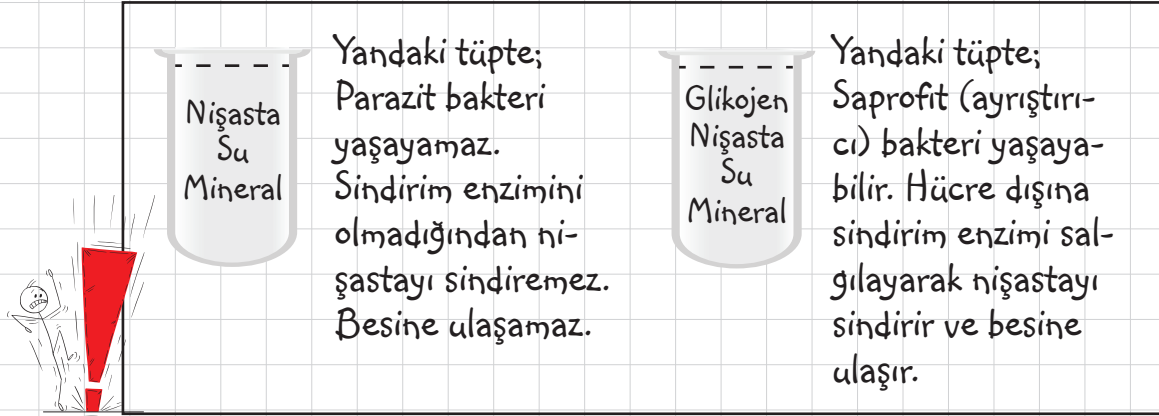 Nişasta
Su
Mineral
Yandaki tüpte;
Parazit bakteri
yaşayamaz.
Sindirim enzimini
olmadığından ni-
şastayı sindiremez.
Besine ulaşamaz.
Glikojen
Nişasta
Su
Mineral
Yandaki tüpte;
Saprofit (ayrıştırı-
cı) bakteri yaşaya-
bilir. Hücre dışına
sindirim enzimi sal-
gılayarak nişastayı
sindirir ve besine
ulaşır.